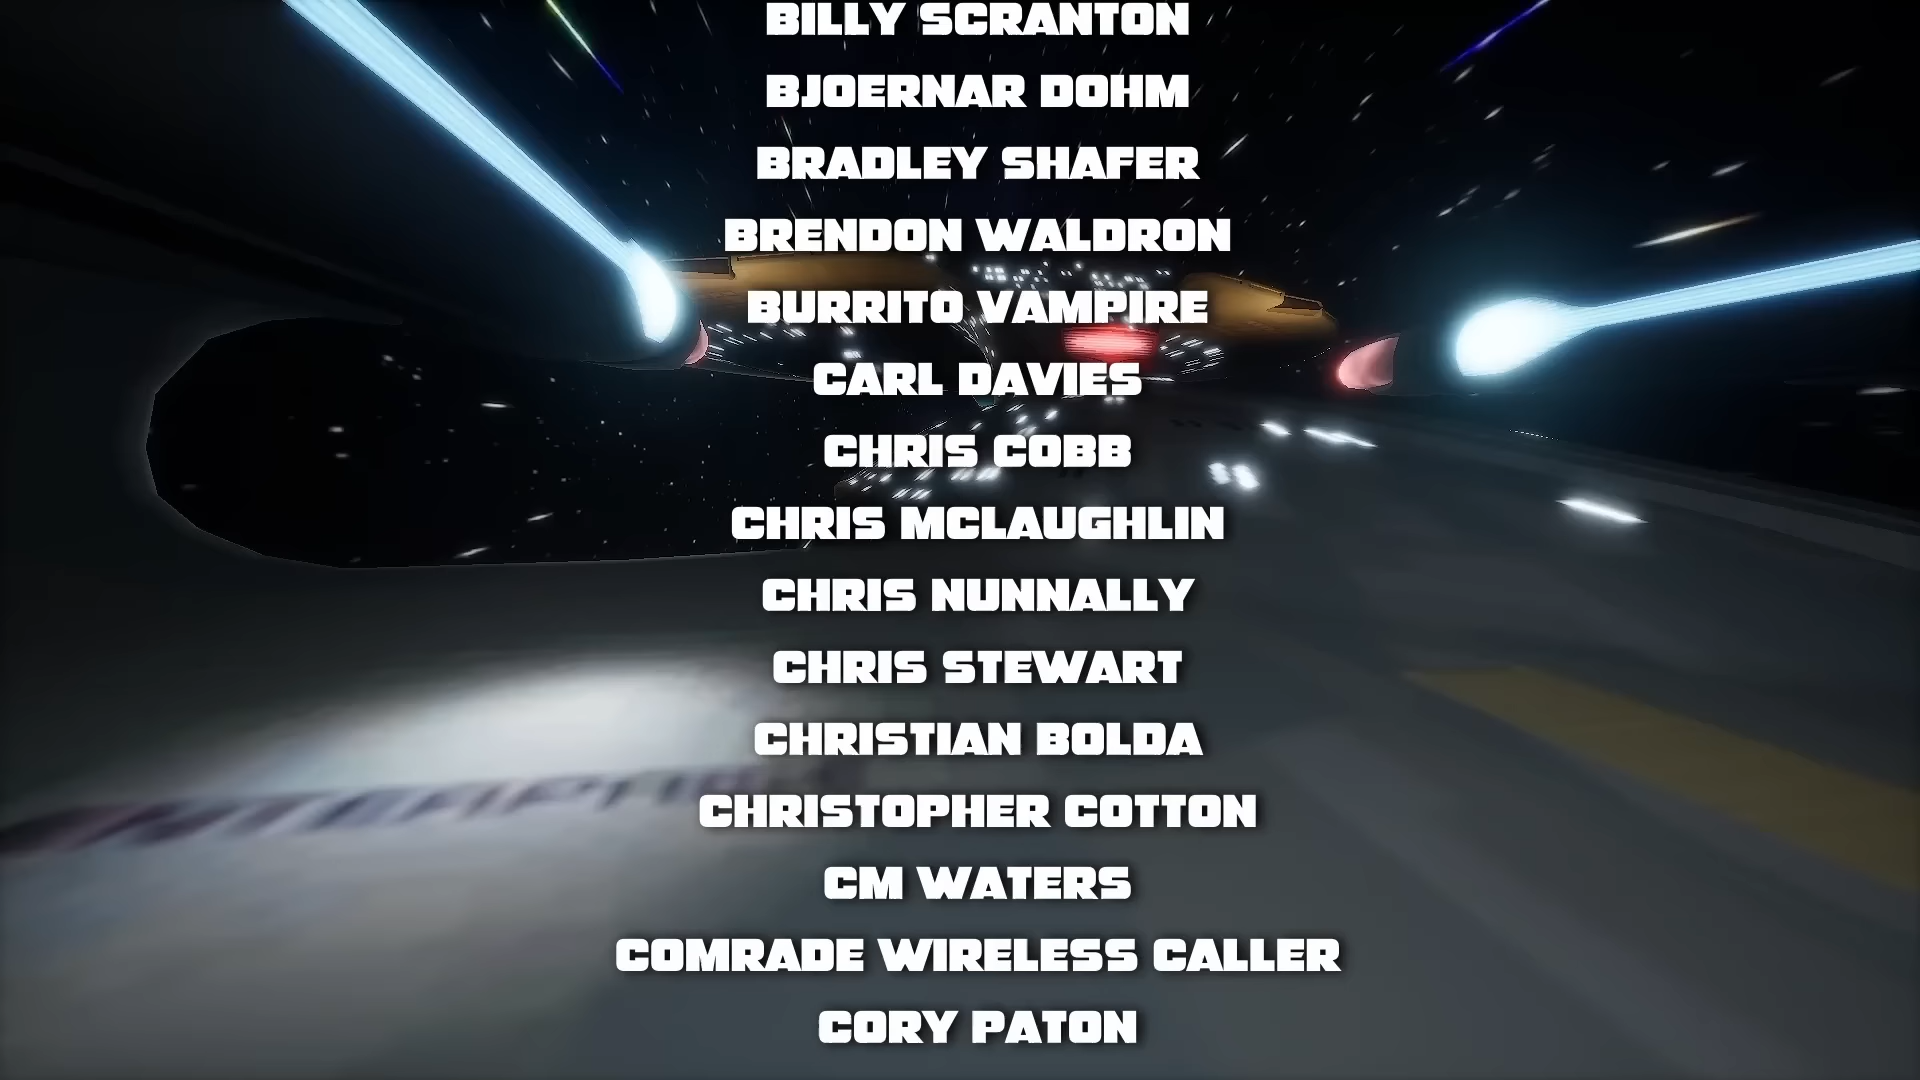 BILLY SCRANTON
BJOERNAR DOHM
BRADLEY SHAFER
BRENDON WALDRON
BURRITO VAMPIRE
CARL DAVIES
CHRIS COBB
CHRIS MCLAUGHLIN
CHRIS NUNNALLY
CHRIS STEWART
CHRISTIAN BOLDA
CHRISTOPHER COTTON
CM WATERS
COMRADE WIRELESS CALLER
CORY PATON